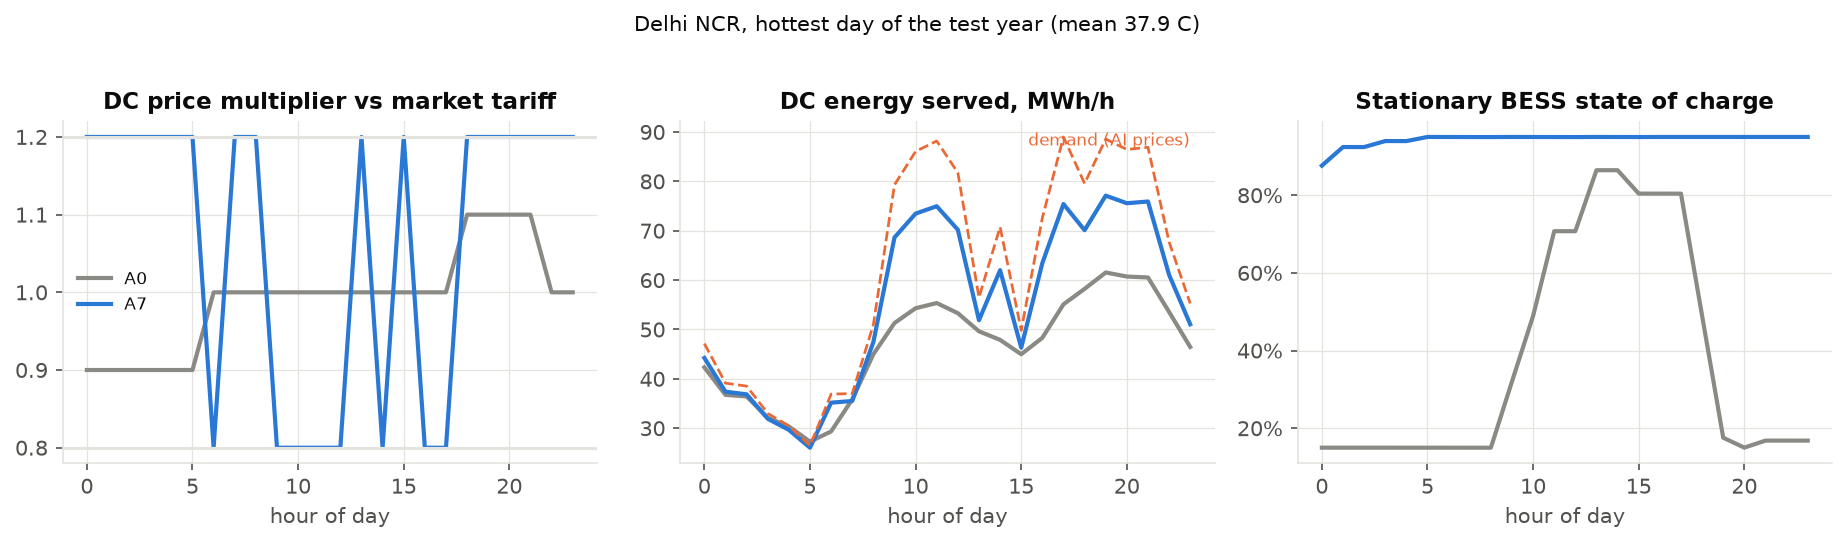 Delhi NCR, hottest day of the test year (mean 37.9 C)
DC price multiplier vs market tariff
1.2
1.1
1.0
0.9
0.8
A0
A7
0 5 10 15 20
hour of day
DC energy served, MWh/h
90
80
70
60
50
40
30
demand (AI prices)
0 5 10 15 20
hour of day
Stationary BESS state of charge
80%
60%
40%
20%
0 5 10 15 20
hour of day